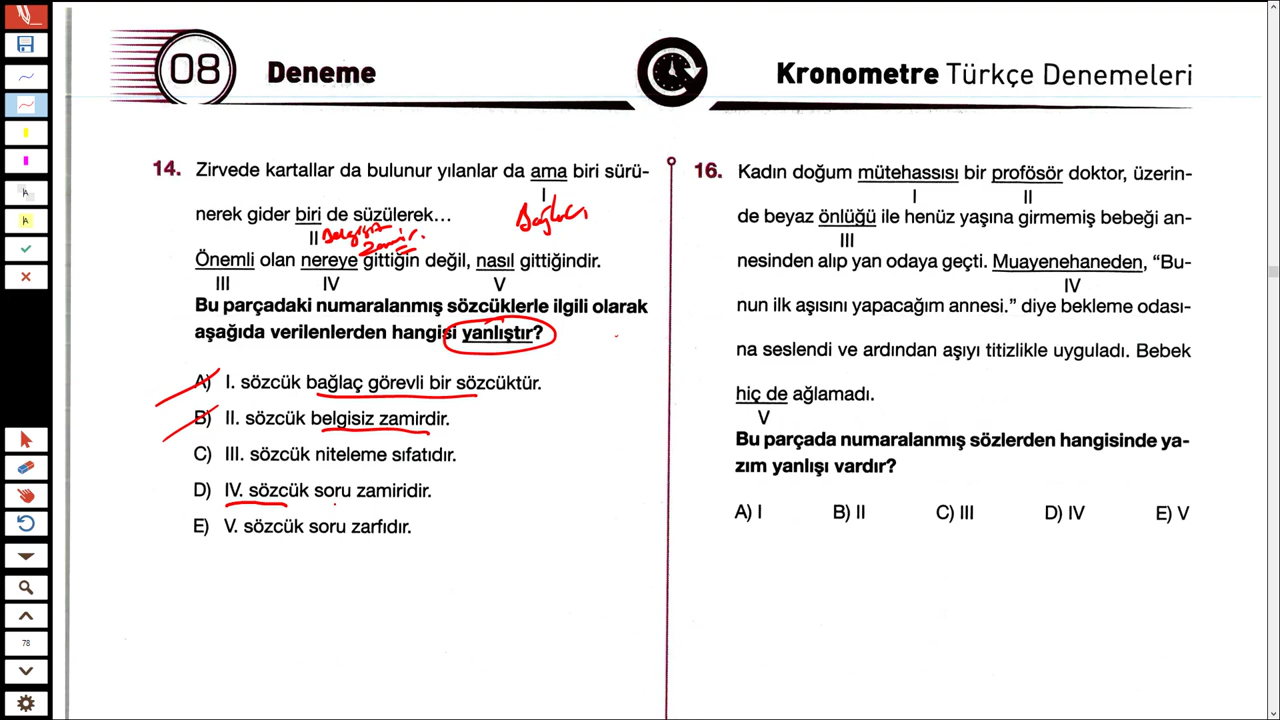 08 Deneme
Kronometre Türkçe Denemeleri
14. Zirvede kartallar da bulunur yılanlar da ama biri sürü-
I
Bağlaç
nerek gider biri de süzülerek...
II Belgisiz
Zamir.
Önemli olan nereye gittiğin değil, nasıl gittiğindir.
III IV V
Bu parçadaki numaralanmış sözcüklerle ilgili olarak
aşağıda verilenlerden hangisi yanlıştır?
A) I. sözcük bağlaç görevli bir sözcüktür.
B) II. sözcük belgisiz zamirdir.
C) III. sözcük niteleme sıfatıdır.
D) IV. sözcük soru zamiridir.
E) V. sözcük soru zarfıdır.
16. Kadın doğum mütehassısı bir profösör doktor, üzerin-
I II
de beyaz önlüğü ile henüz yaşına girmemiş bebeği an-
III
nesinden alıp yan odaya geçti. Muayenehaneden, “Bu-
IV
nun ilk aşısını yapacağım annesi.” diye bekleme odası-
na seslendi ve ardından aşıyı titizlikle uyguladı. Bebek
hiç de ağlamadı.
V
Bu parçada numaralanmış sözlerden hangisinde ya-
zım yanlışı vardır?
A) I B) II C) III D) IV E) V
A
A
78